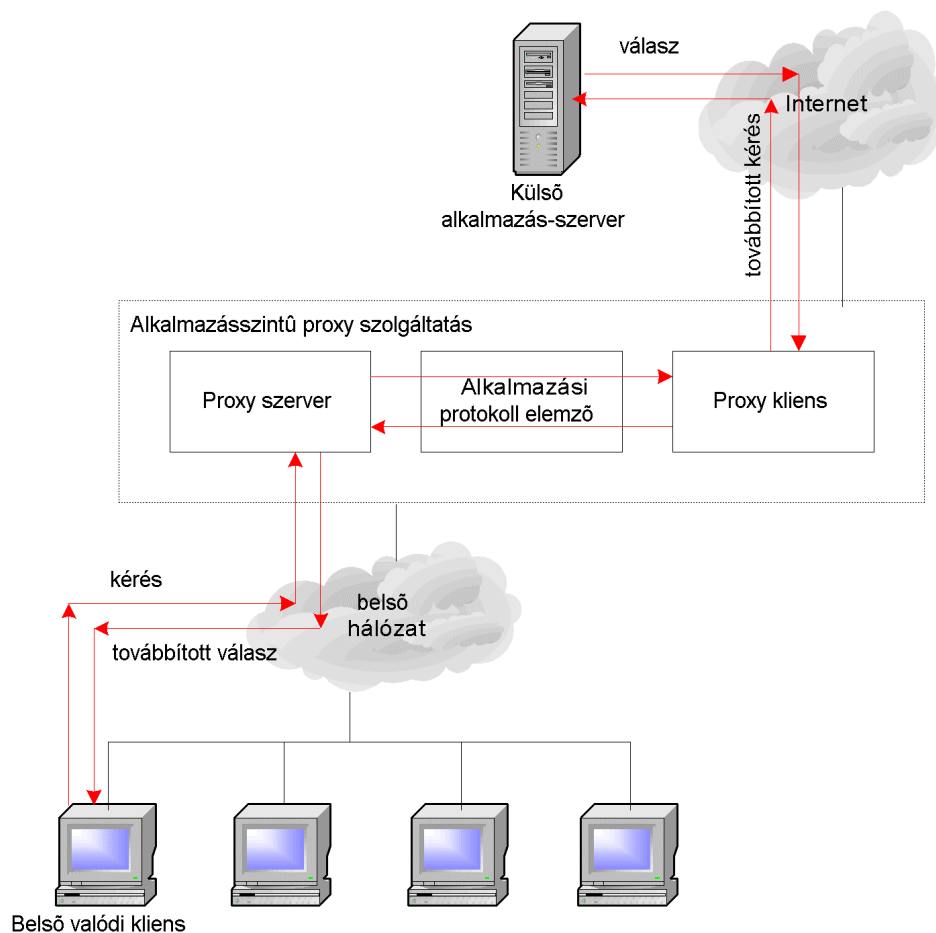 válasz
Internet
továbbított kérés
Külsõ
alkalmazás-szerver
Alkalmazásszintû proxy szolgáltatás
Proxy szerver
Alkalmazási
protokoll elemzõ
Proxy kliens
kérés
belsõ
hálózat
továbbított válasz
Belsõ valódi kliens